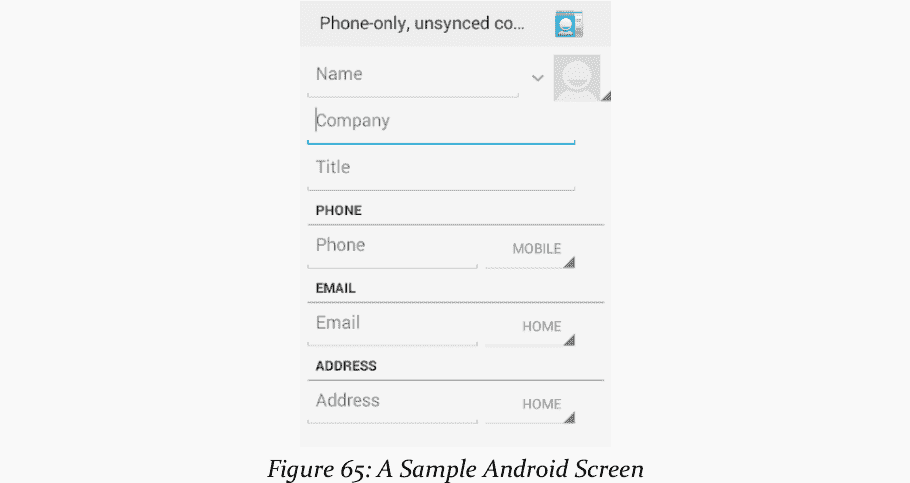 Phone-only, unsynced co...
Name
Company
Title
PHONE
Phone MOBILE
EMAIL
Email HOME
ADDRESS
Address HOME
Figure 65: A Sample Android Screen